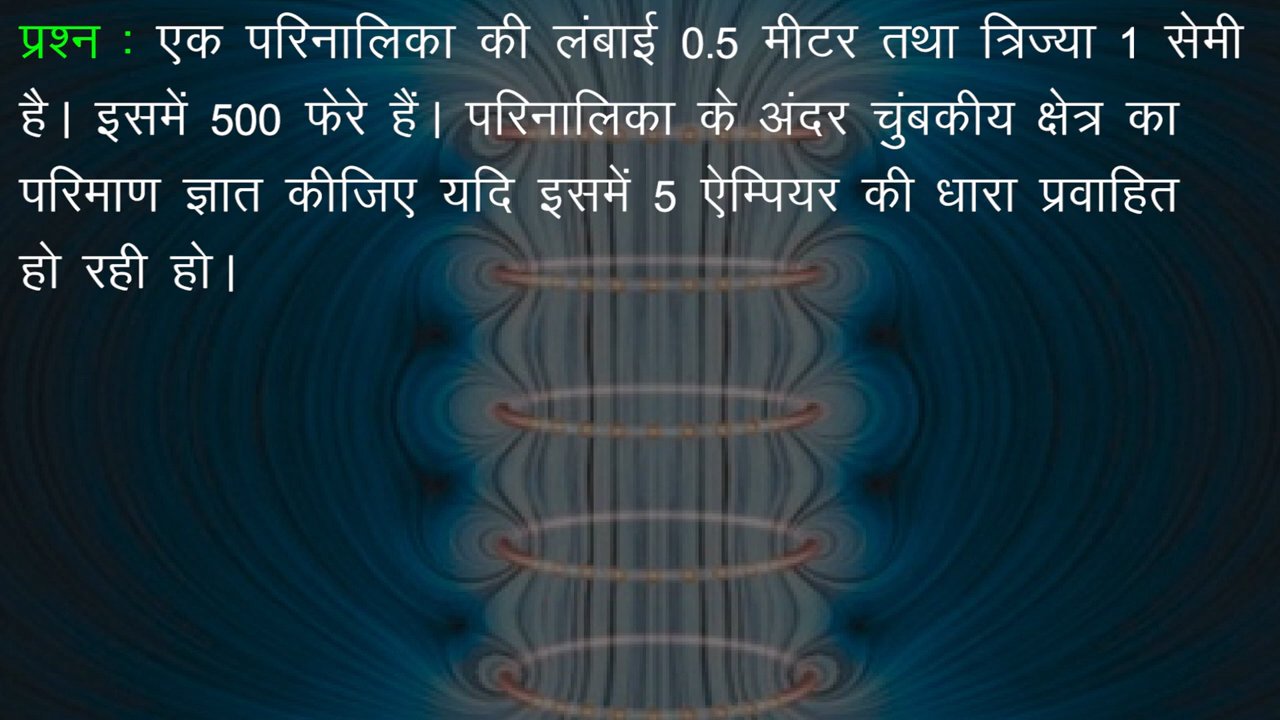 प्रश्न : एक परिनालिका की लंबाई 0.5 मीटर तथा त्रिज्या 1 सेमी
है। इसमें 500 फेरे हैं। परिनालिका के अंदर चुंबकीय क्षेत्र का
परिमाण ज्ञात कीजिए यदि इसमें 5 ऐम्पियर की धारा प्रवाहित
हो रही हो।